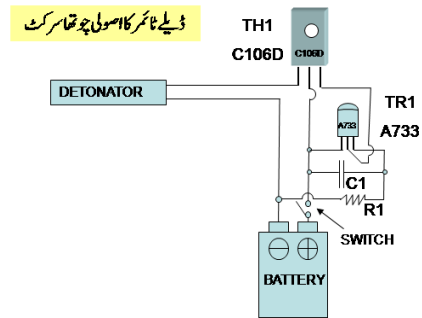 ڈیلے ٹائمر کا اصولی چوتھا سرکٹ
TH1
C106D
C106D
DETONATOR
TR1
A733
A733
C1
R1
SWITCH
BATTERY